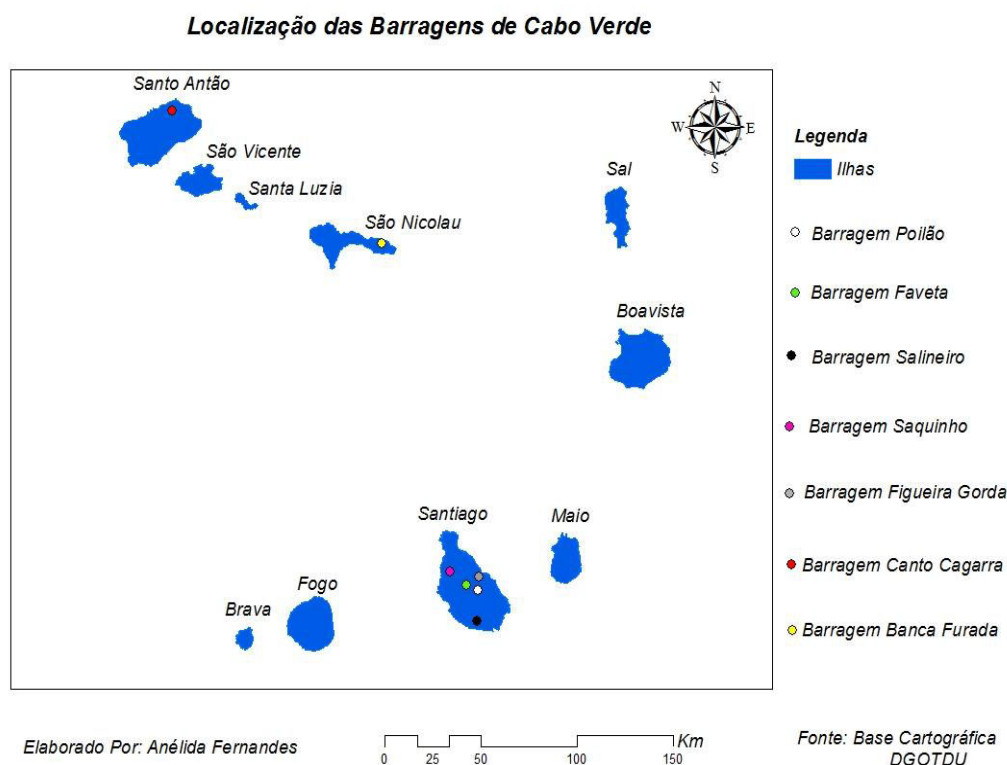 Localização das Barragens de Cabo Verde
Santo Antão
São Vicente
Santa Luzia
São Nicolau
Sal
Boavista
Santiago
Maio
Fogo
Brava
N
W
E
S
Legenda
Ilhas
Barragem Poilão
Barragem Faveta
Barragem Salineiro
Barragem Saquinho
Barragem Figueira Gorda
Barragem Canto Cagarra
Barragem Banca Furada
Elaborado Por: Anélida Fernandes
Km
0 25 50 100 150
Fonte: Base Cartográfica
DGOTDU